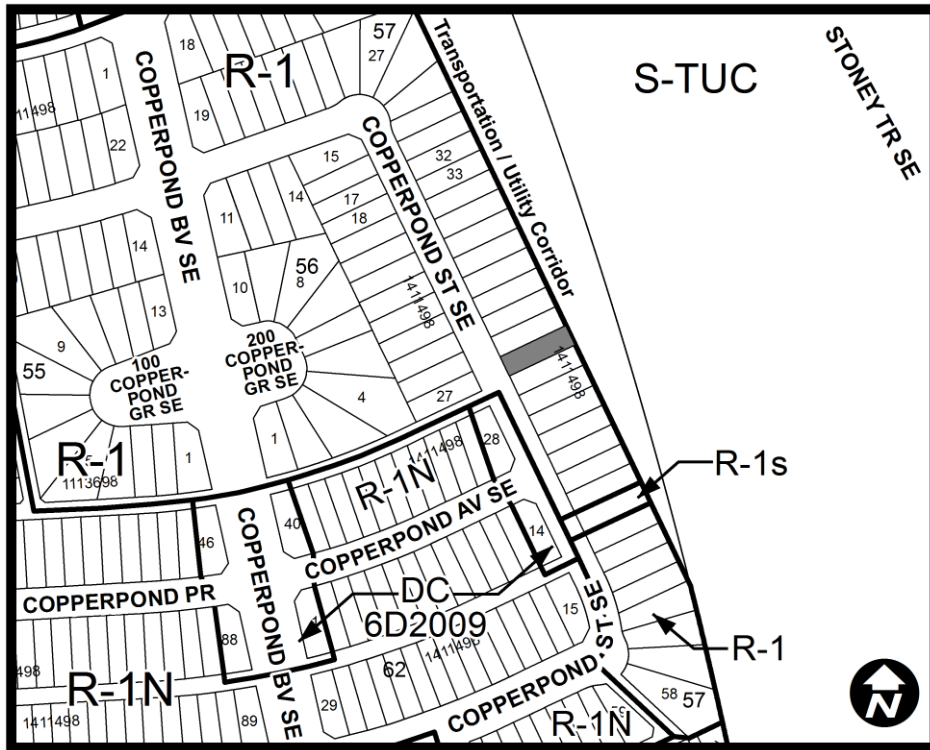 18
57
27
1
R-1
S-TUC
STONEY TR SE
Transportation / Utility Corridor
11498
19
22
COPPERPOND BV SE
COPPERPOND ST SE
15
32
33
11
14
17
18
14
56
8
10
1411498
13
9
200
COPPER-
POND
GR SE
100
COPPER-
POND
GR SE
55
1411498
4
27
R-1
1113698
1
1
1411498
28
R-1N
R-1s
46
40
COPPERPOND BV SE
COPPERPOND AV SE
14
COPPERPOND PR
DC
6D2009
15
88
1
ST. SE
62
1411498
R-1
498
R-1N
29
COPPERPOND
58
57
1411498
89
R-1N
N